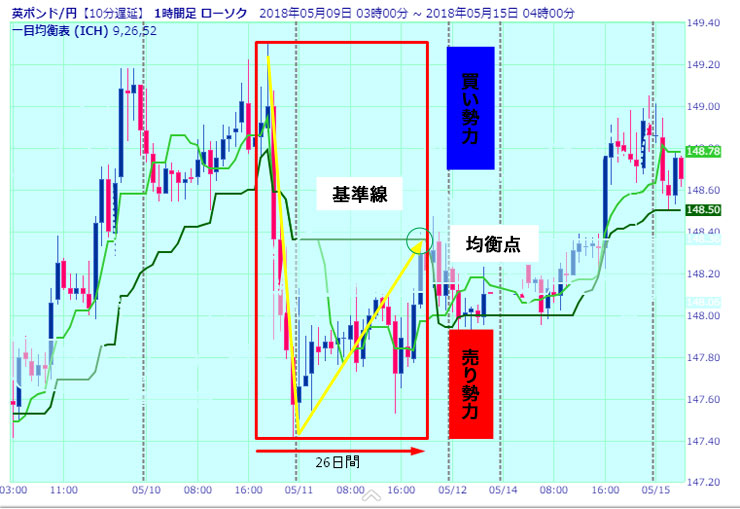 英ポンド/円【10分遅延】 1時間足 ローソク 2018年05月09日 03時00分 ~ 2018年05月15日 04時00分
一目均衡表 (ICH) 9,26,52
149.40
149.20
149.00
148.78
148.60
148.50
148.40
148.20
148.00
147.80
147.60
147.40
147.20
買い勢力
基準線
均衡点
売り勢力
26日間
03:00 11:00 05/10 08:00 16:00 05/11 08:00 16:00 05/12 05/14 08:00 16:00 05/15